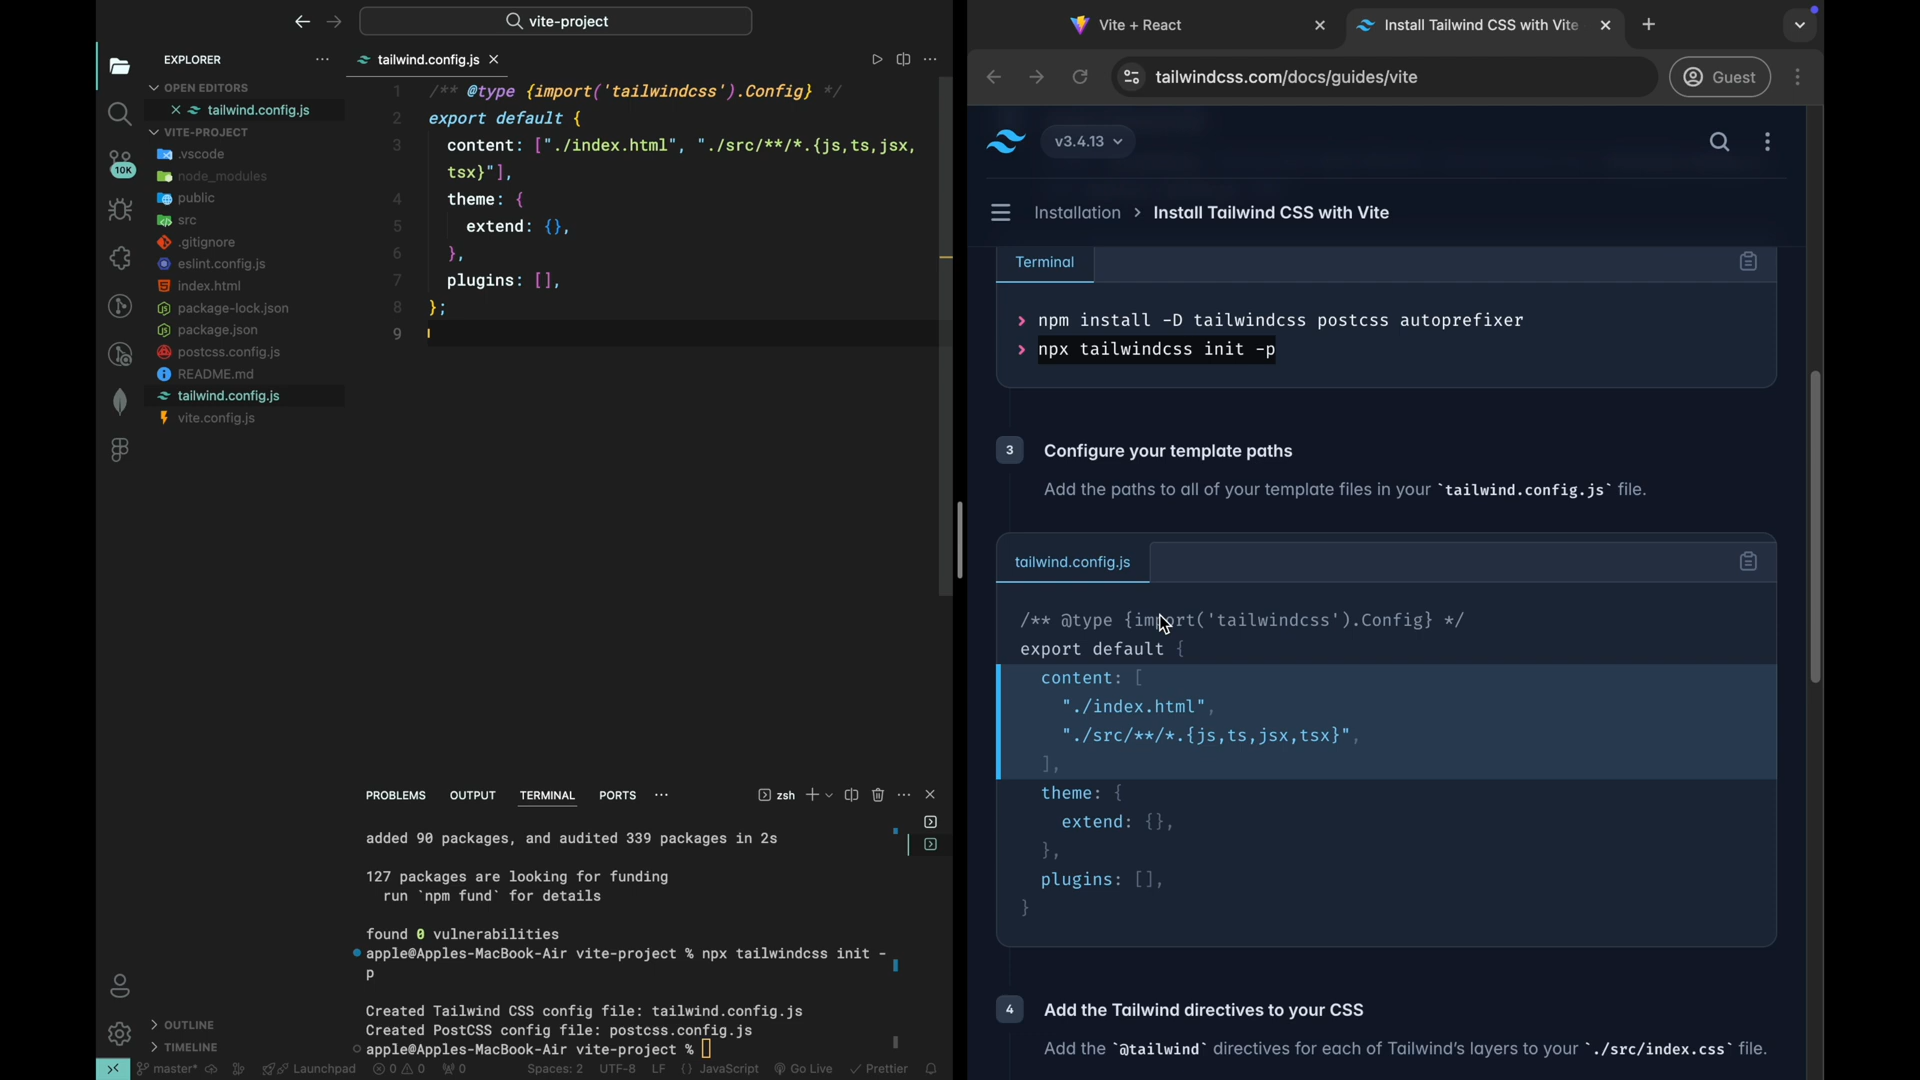 vite-project
EXPLORER
OPEN EDITORS
tailwind.config.js
VITE-PROJECT
.vscode
node_modules
public
src
.gitignore
eslint.config.js
index.html
package-lock.json
package.json
postcss.config.js
README.md
tailwind.config.js
vite.config.js
10K
OUTLINE
TIMELINE
tailwind.config.js
1 /** @type {import('tailwindcss').Config} */
2 export default {
3 content: ["./index.html", "./src/**/*.{js,ts,jsx,
tsx}"],
4 theme: {
5 extend: {},
6 },
7 plugins: [],
8 };
9
PROBLEMS OUTPUT TERMINAL PORTS
zsh
added 90 packages, and audited 339 packages in 2s
127 packages are looking for funding
run `npm fund` for details
found 0 vulnerabilities
apple@Apples-MacBook-Air vite-project % npx tailwindcss init -
p
Created Tailwind CSS config file: tailwind.config.js
Created PostCSS config file: postcss.config.js
apple@Apples-MacBook-Air vite-project %
master* Launchpad 0 0 0 Spaces: 2 UTF-8 LF {} JavaScript Go Live Prettier
Vite + React
Install Tailwind CSS with Vite
tailwindcss.com/docs/guides/vite
Guest
v3.4.13
Installation > Install Tailwind CSS with Vite
Terminal
> npm install -D tailwindcss postcss autoprefixer
> npx tailwindcss init -p
3 Configure your template paths
Add the paths to all of your template files in your `tailwind.config.js` file.
tailwind.config.js
/** @type {import('tailwindcss').Config} */
export default {
content: [
"./index.html",
"./src/**/*.{js,ts,jsx,tsx}",
],
theme: {
extend: {},
},
plugins: [],
}
4 Add the Tailwind directives to your CSS
Add the `@tailwind` directives for each of Tailwind's layers to your `./src/index.css` file.